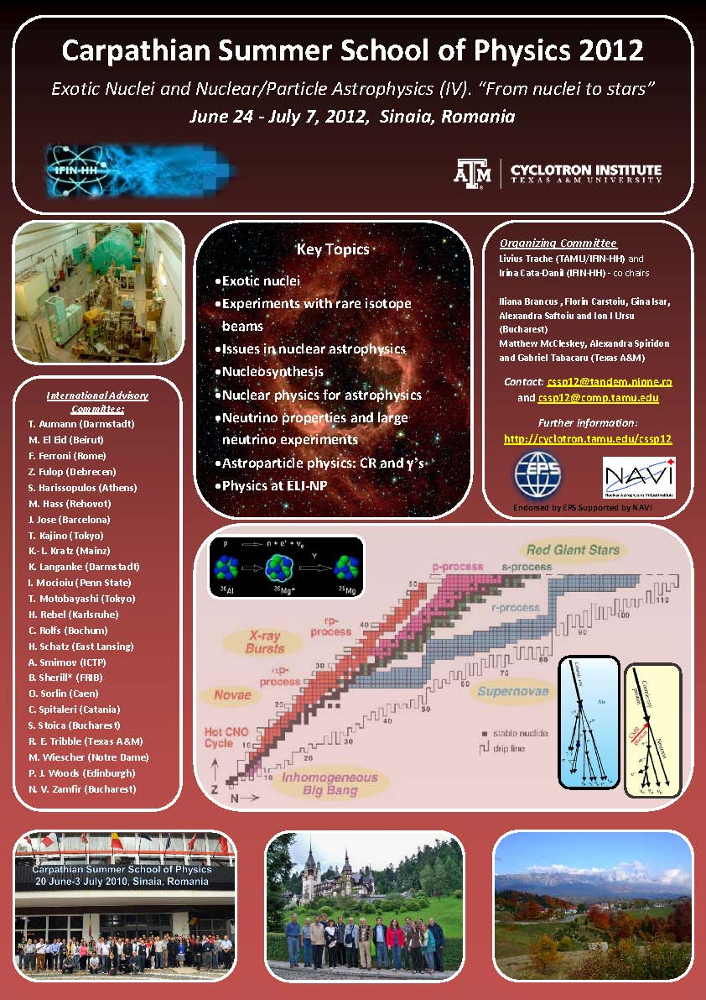 Carpathian Summer School of Physics 2012
Exotic Nuclei and Nuclear/Particle Astrophysics (IV). “From nuclei to stars”
June 24 - July 7, 2012, Sinaia, Romania
IFIN-HH
ATM
CYCLOTRON INSTITUTE
TEXAS A&M UNIVERSITY
Key Topics
•Exotic nuclei
•Experiments with rare isotope
beams
•Issues in nuclear astrophysics
•Nucleosynthesis
•Nuclear physics for astrophysics
•Neutrino properties and large
neutrino experiments
•Astroparticle physics: CR and γ’s
•Physics at ELI-NP
Organizing Committee
Livius Trache (TAMU/IFIN-HH) and
Irina Cata-Danil (IFIN-HH) - co chairs
Iliana Brancus , Florin Carstoiu, Gina Isar,
Alexandra Saftoiu and Ion I Ursu
(Bucharest)
Matthew McCleskey, Alexandra Spiridon
and Gabriel Tabacaru (Texas A&M)
Contact: cssp12@tandem.nipne.ro
and cssp12@comp.tamu.edu
Further information:
http://cyclotron.tamu.edu/cssp12
EPS
NAVI
Nuclear Astrophysics Virtual Institute
Endorsed by EPS Supported by NAVI
International Advisory
Committee:
T. Aumann (Darmstadt)
M. El Eid (Beirut)
F. Ferroni (Rome)
Z. Fulop (Debrecen)
S. Harissopulos (Athens)
M. Hass (Rehovot)
J. Jose (Barcelona)
T. Kajino (Tokyo)
K.-L. Kratz (Mainz)
K. Langanke (Darmstadt)
I. Mocioiu (Penn State)
T. Motobayashi (Tokyo)
H. Rebel (Karlsruhe)
C. Rolfs (Bochum)
H. Schatz (East Lansing)
A. Smirnov (ICTP)
B. Sherill* (FRIB)
O. Sorlin (Caen)
C. Spitaleri (Catania)
S. Stoica (Bucharest)
R. E. Tribble (Texas A&M)
M. Wiescher (Notre Dame)
P. J. Woods (Edinburgh)
N. V. Zamfir (Bucharest)
p n + e⁺ + νₑ
γ
²⁶Al ²⁶Mg* ²⁶Mg
Red Giant Stars
p-process s-process
r-process
rp-
process
X-ray
Bursts
αp-
process
Novae
Supernovae
Hot CNO
Cycle
Inhomogeneous
Big Bang
stable nuclide
drip line
Z
N
10 20 30 40 50
10 20 30 40 50 60 70 80 90 100 110
Cosmic-ray
Air
Cosmic-ray
proton
CMB
photon
Neutron
Carpathian Summer School of Physics
20 June-3 July 2010, Sinaia, Romania